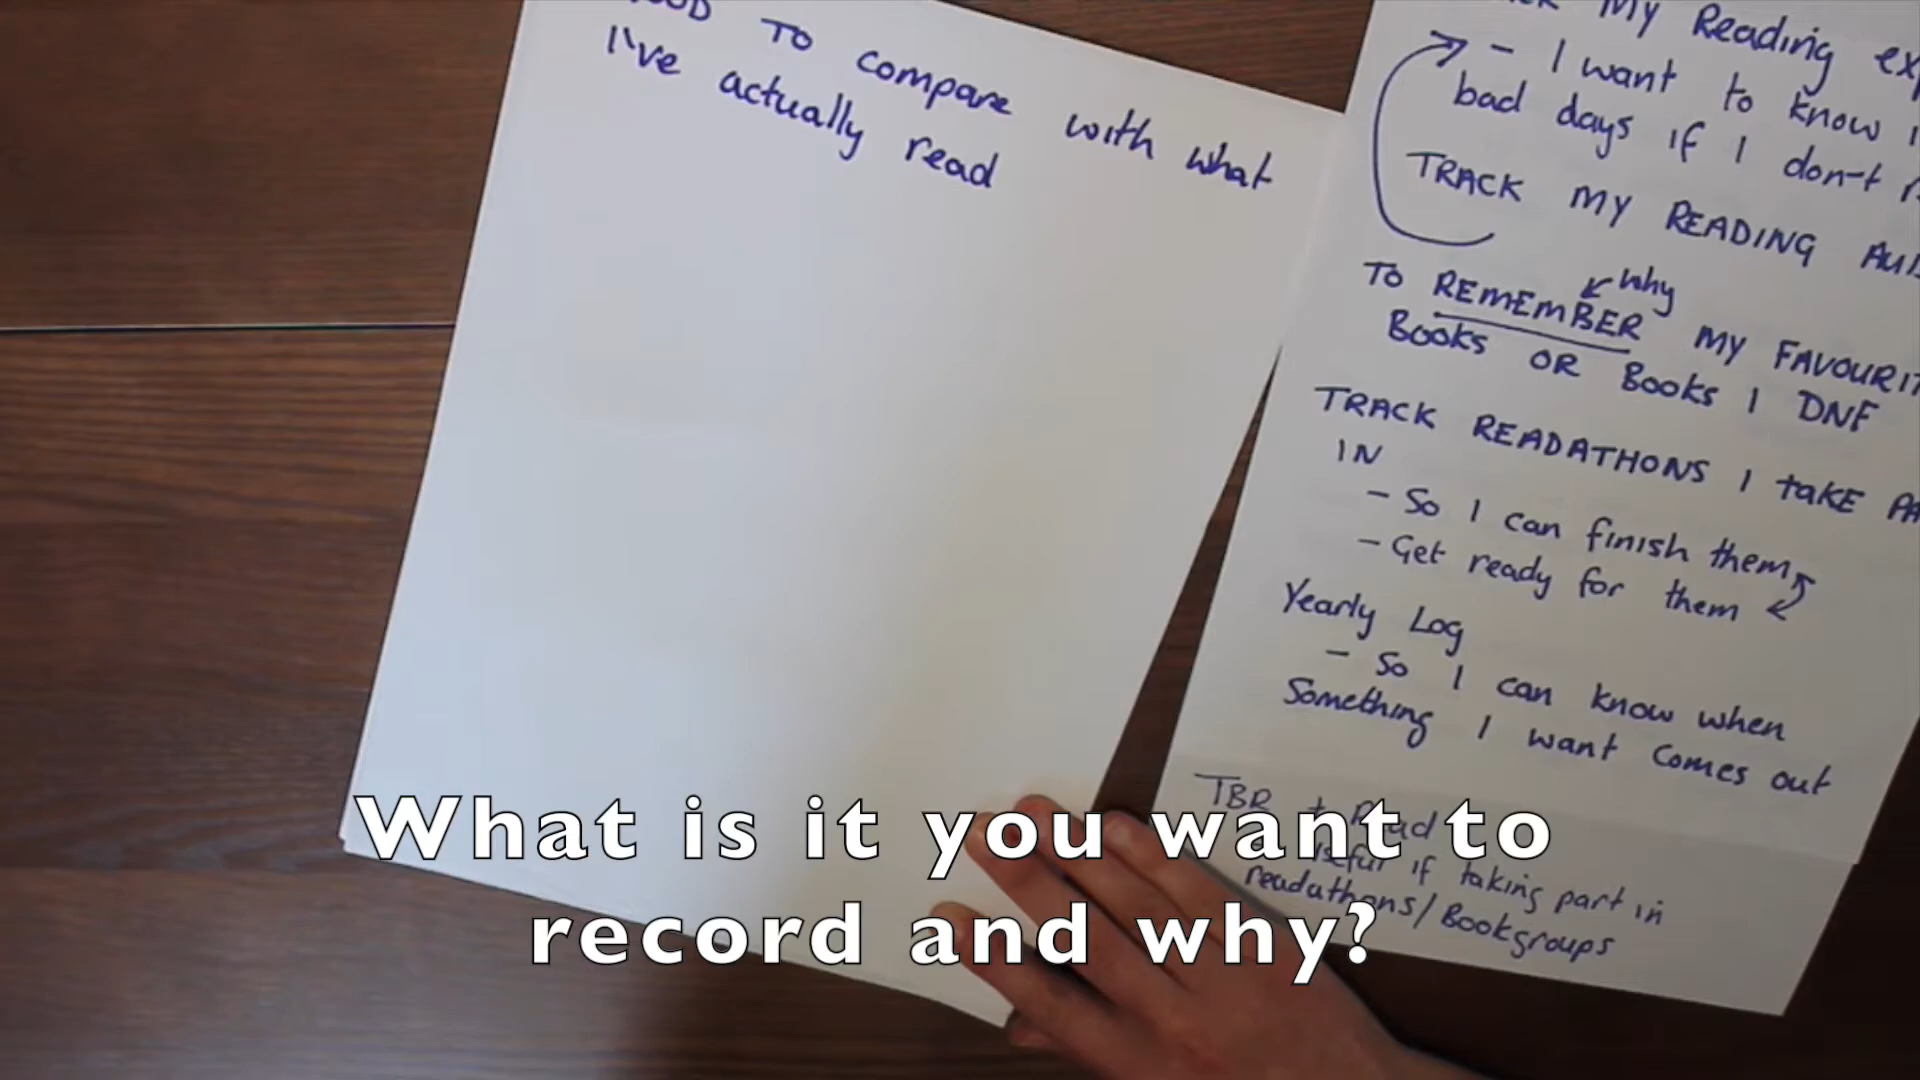 TO compare with what
I've actually read
My Reading
- I want to know
bad days if I don't
TRACK MY READING
why
TO REMEMBER MY
Books OR Books I DNF
TRACK READATHONS I take
IN
- So I can finish them
- Get ready for them
Yearly Log
- So I can know when
Something I want comes out
TBR to Read
useful if taking part in
readathons/Bookgroups
What is it you want to
record and why?